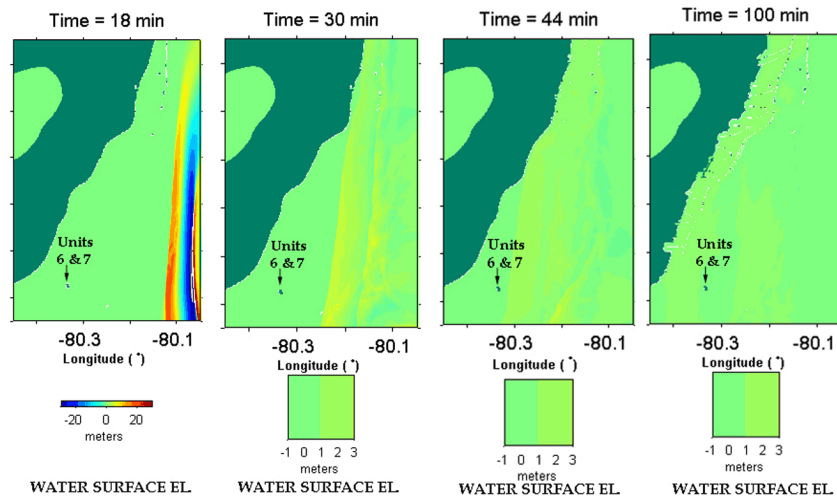 Time = 18 min
Time = 30 min
Time = 44 min
Time = 100 min
Units
6 & 7
Units
6 & 7
Units
6 & 7
Units
6 & 7
-80.3 -80.1
-80.3 -80.1
-80.3 -80.1
-80.3 -80.1
Longitude ( ° )
Longitude ( ° )
Longitude ( ° )
Longitude ( ° )
-20 0 20
meters
-1 0 1 2 3
meters
-1 0 1 2 3
meters
-1 0 1 2 3
meters
WATER SURFACE EL.
WATER SURFACE EL.
WATER SURFACE EL.
WATER SURFACE EL.